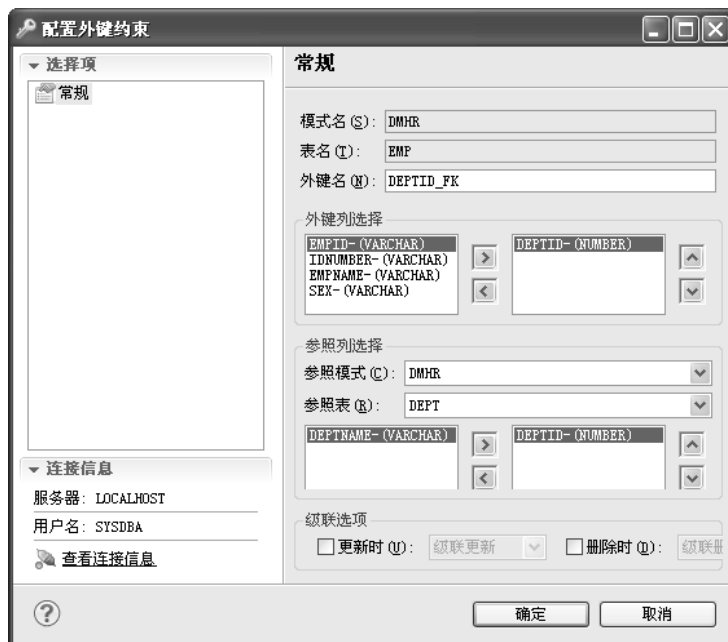 配置外键约束
选择项
常规
常规
模式名(S): DMHR
表名(T): EMP
外键名(N): DEPTID_FK
外键列选择
EMPID-(VARCHAR)
IDNUMBER-(VARCHAR)
EMPNAME-(VARCHAR)
SEX-(VARCHAR)
DEPTID-(NUMBER)
参照列选择
参照模式(C): DMHR
参照表(R): DEPT
DEPTNAME-(VARCHAR)
DEPTID-(NUMBER)
连接信息
服务器: LOCALHOST
用户名: SYSDBA
查看连接信息
级联选项
更新时(U): 级联更新 删除时(D): 级联删
确定 取消